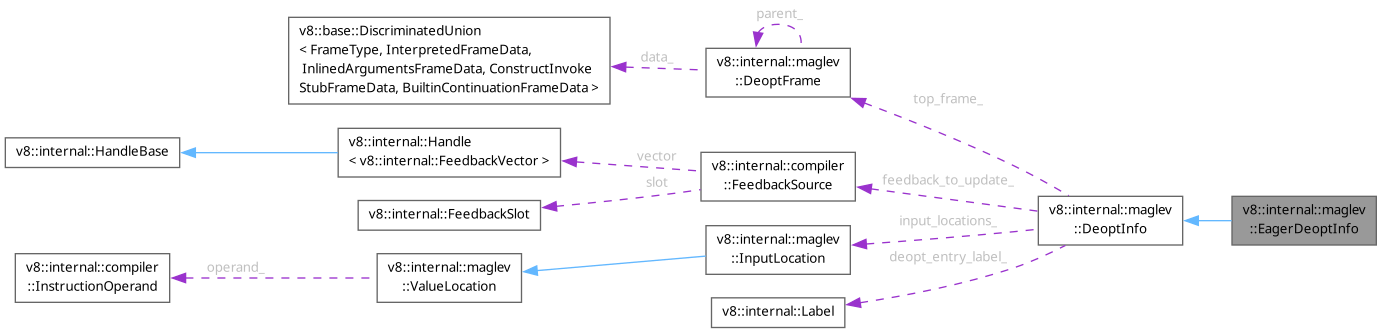 parent_
v8::base::DiscriminatedUnion
< FrameType, InterpretedFrameData,
InlinedArgumentsFrameData, ConstructInvoke
StubFrameData, BuiltinContinuationFrameData >
data_
v8::internal::maglev
::DeoptFrame
top_frame_
v8::internal::HandleBase
v8::internal::Handle
< v8::internal::FeedbackVector >
vector
slot
v8::internal::compiler
::FeedbackSource
feedback_to_update_
v8::internal::FeedbackSlot
v8::internal::maglev
::DeoptInfo
v8::internal::maglev
::EagerDeoptInfo
input_locations_
v8::internal::maglev
::InputLocation
deopt_entry_label_
v8::internal::compiler
::InstructionOperand
operand_
v8::internal::maglev
::ValueLocation
v8::internal::Label